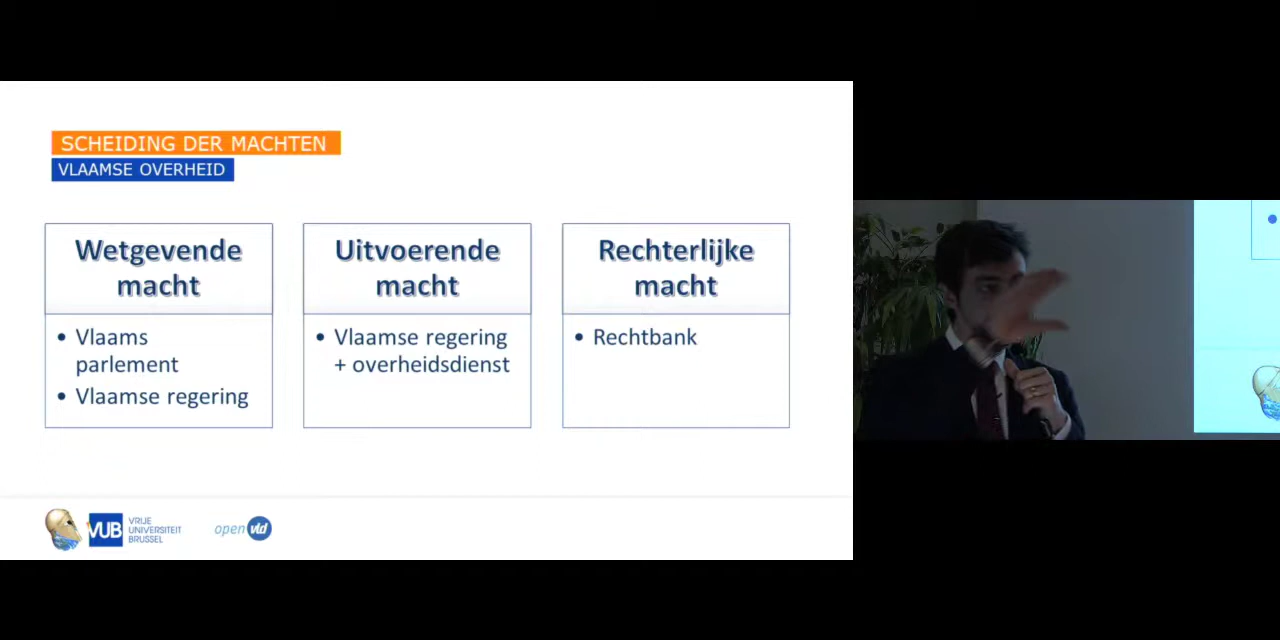 SCHEIDING DER MACHTEN
VLAAMSE OVERHEID
Wetgevende
macht
• Vlaams
parlement
• Vlaamse regering
Uitvoerende
macht
• Vlaamse regering
+ overheidsdienst
Rechterlijke
macht
• Rechtbank
VUB
VRIJE
UNIVERSITEIT
BRUSSEL
open vld